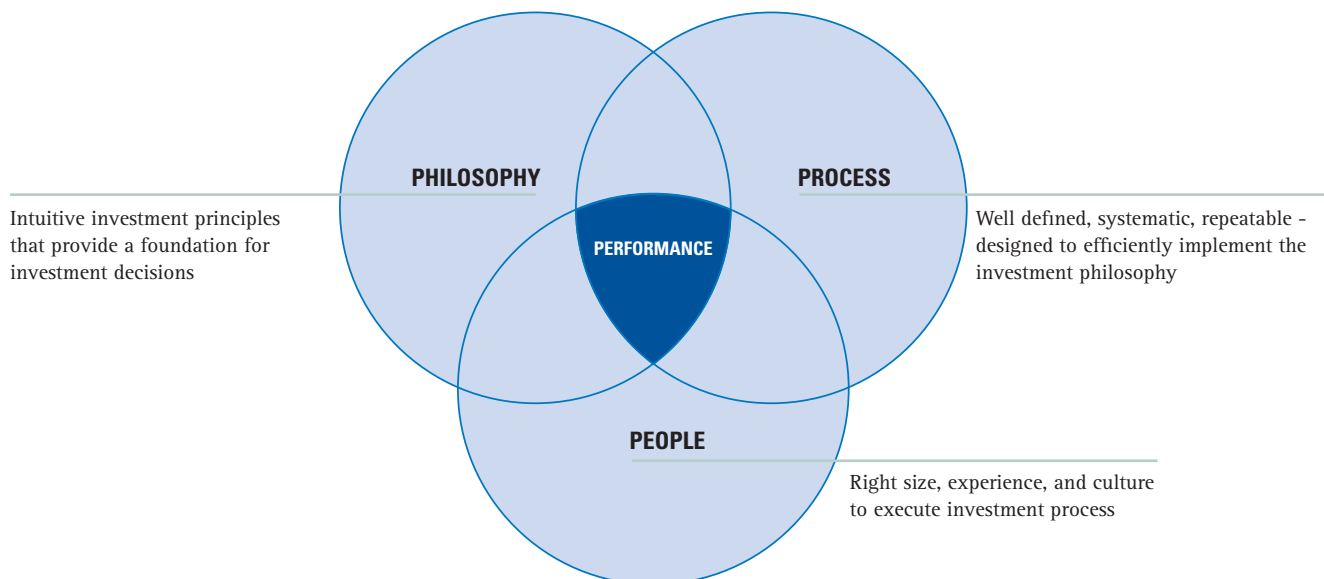 PHILOSOPHY
Intuitive investment principles
that provide a foundation for
investment decisions
PROCESS
Well defined, systematic, repeatable -
designed to efficiently implement the
investment philosophy
PERFORMANCE
PEOPLE
Right size, experience, and culture
to execute investment process